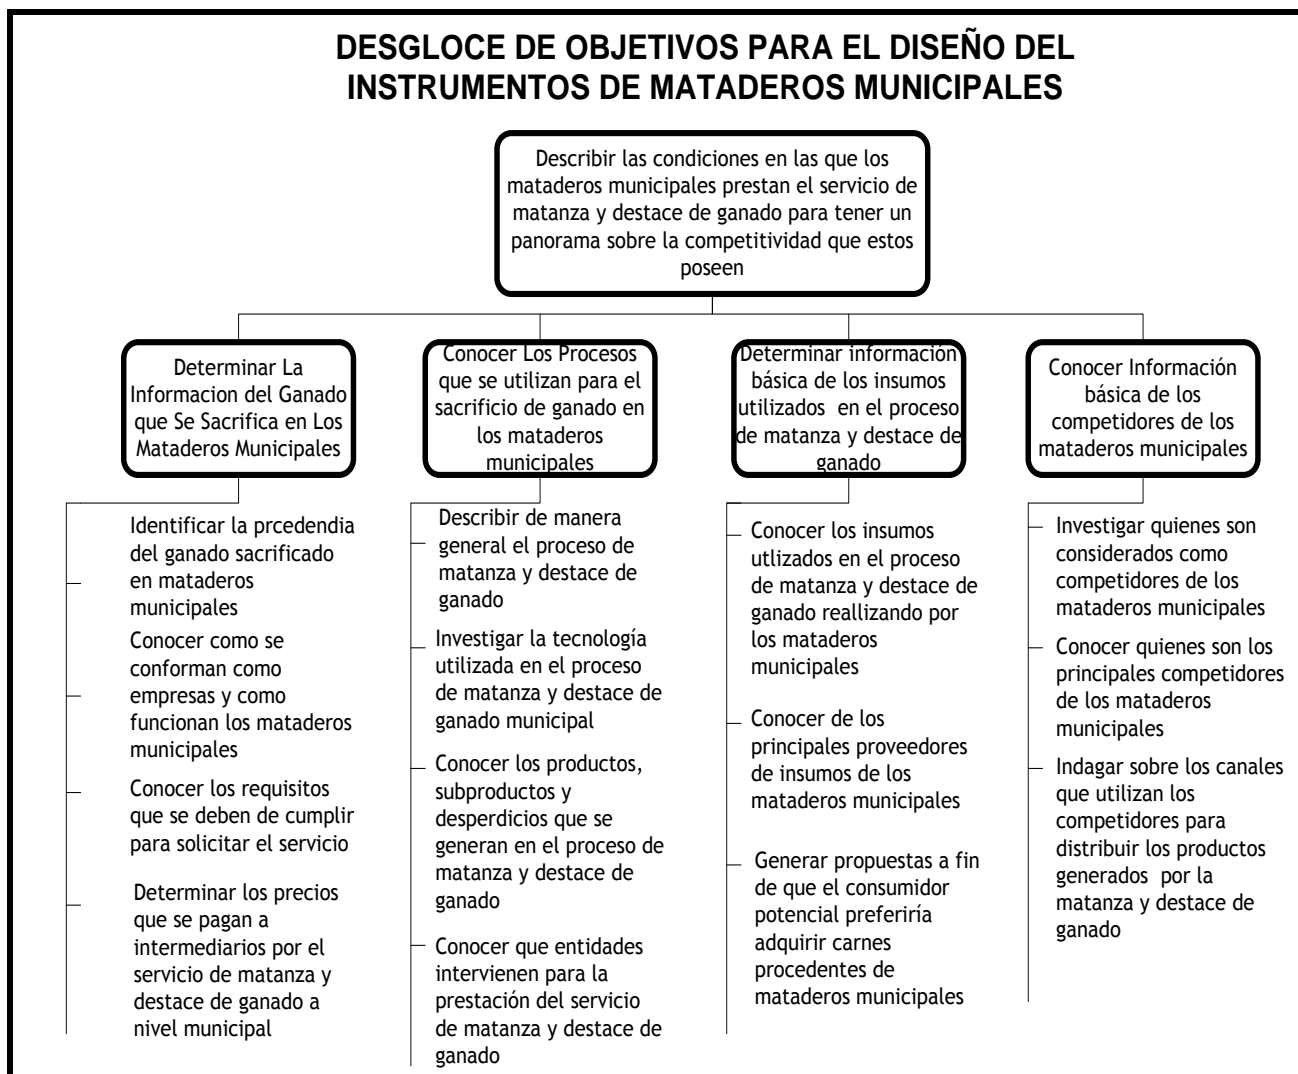 DESGLOCE DE OBJETIVOS PARA EL DISEÑO DEL
INSTRUMENTOS DE MATADEROS MUNICIPALES
Describir las condiciones en las que los
mataderos municipales prestan el servicio de
matanza y destace de ganado para tener un
panorama sobre la competitividad que estos
poseen
Determinar La
Informacion del Ganado
que Se Sacrifica en Los
Mataderos Municipales
Identificar la prcedendia
del ganado sacrificado
en mataderos
municipales
Conocer como se
conforman como
empresas y como
funcionan los mataderos
municipales
Conocer los requisitos
que se deben de cumplir
para solicitar el servicio
Determinar los precios
que se pagan a
intermediarios por el
servicio de matanza y
destace de ganado a
nivel municipal
Conocer Los Procesos
que se utilizan para el
sacrificio de ganado en
los mataderos
municipales
Describir de manera
general el proceso de
matanza y destace de
ganado
Investigar la tecnología
utilizada en el proceso
de matanza y destace de
ganado municipal
Conocer los productos,
subproductos y
desperdicios que se
generan en el proceso de
matanza y destace de
ganado
Conocer que entidades
intervienen para la
prestación del servicio
de matanza y destace de
ganado
Determinar información
básica de los insumos
utilizados en el proceso
de matanza y destace de
ganado
Conocer los insumos
utlizados en el proceso
de matanza y destace de
ganado reallizando por
los mataderos
municipales
Conocer de los
principales proveedores
de insumos de los
mataderos municipales
Generar propuestas a fin
de que el consumidor
potencial preferiría
adquirir carnes
procedentes de
mataderos municipales
Conocer Información
básica de los
competidores de los
mataderos municipales
Investigar quienes son
considerados como
competidores de los
mataderos municipales
Conocer quienes son los
principales competidores
de los mataderos
municipales
Indagar sobre los canales
que utilizan los
competidores para
distribuir los productos
generados por la
matanza y destace de
ganado